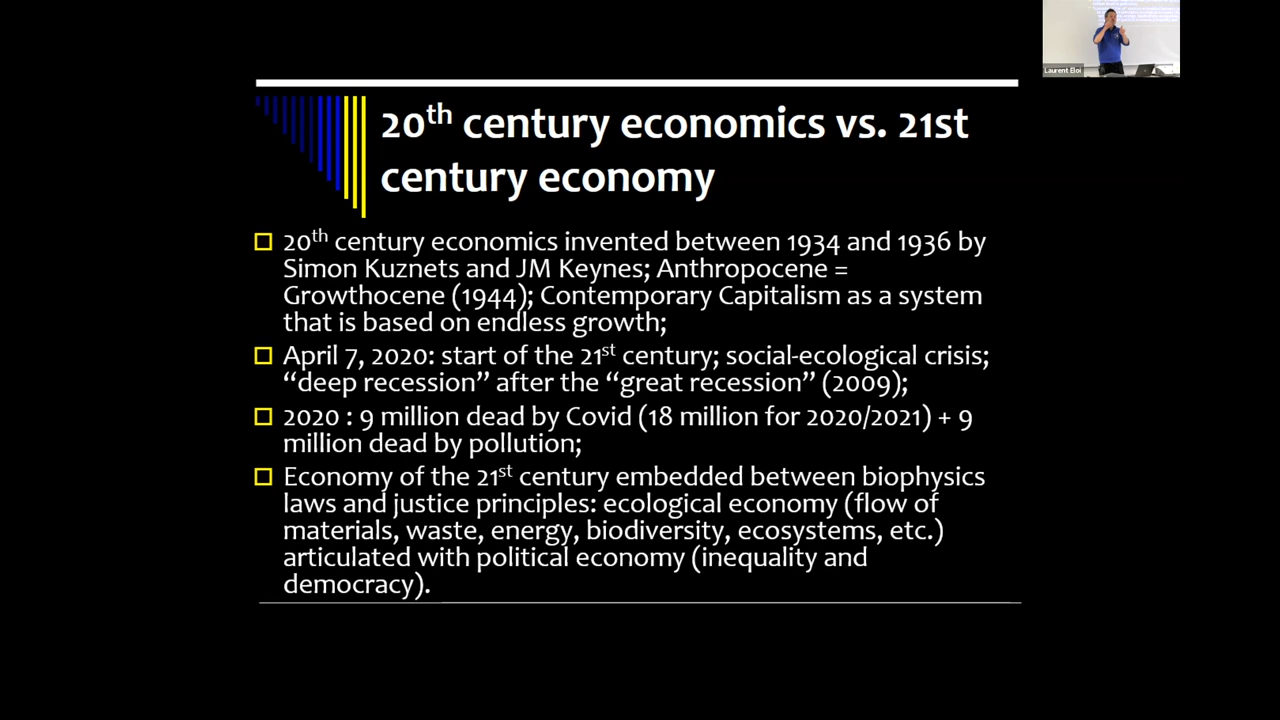 Laurent Eloi
20th century economics vs. 21st
century economy
20th century economics invented between 1934 and 1936 by
Simon Kuznets and JM Keynes; Anthropocene =
Growthocene (1944); Contemporary Capitalism as a system
that is based on endless growth;
April 7, 2020: start of the 21st century; social-ecological crisis;
“deep recession” after the “great recession” (2009);
2020 : 9 million dead by Covid (18 million for 2020/2021) + 9
million dead by pollution;
Economy of the 21st century embedded between biophysics
laws and justice principles: ecological economy (flow of
materials, waste, energy, biodiversity, ecosystems, etc.)
articulated with political economy (inequality and
democracy).